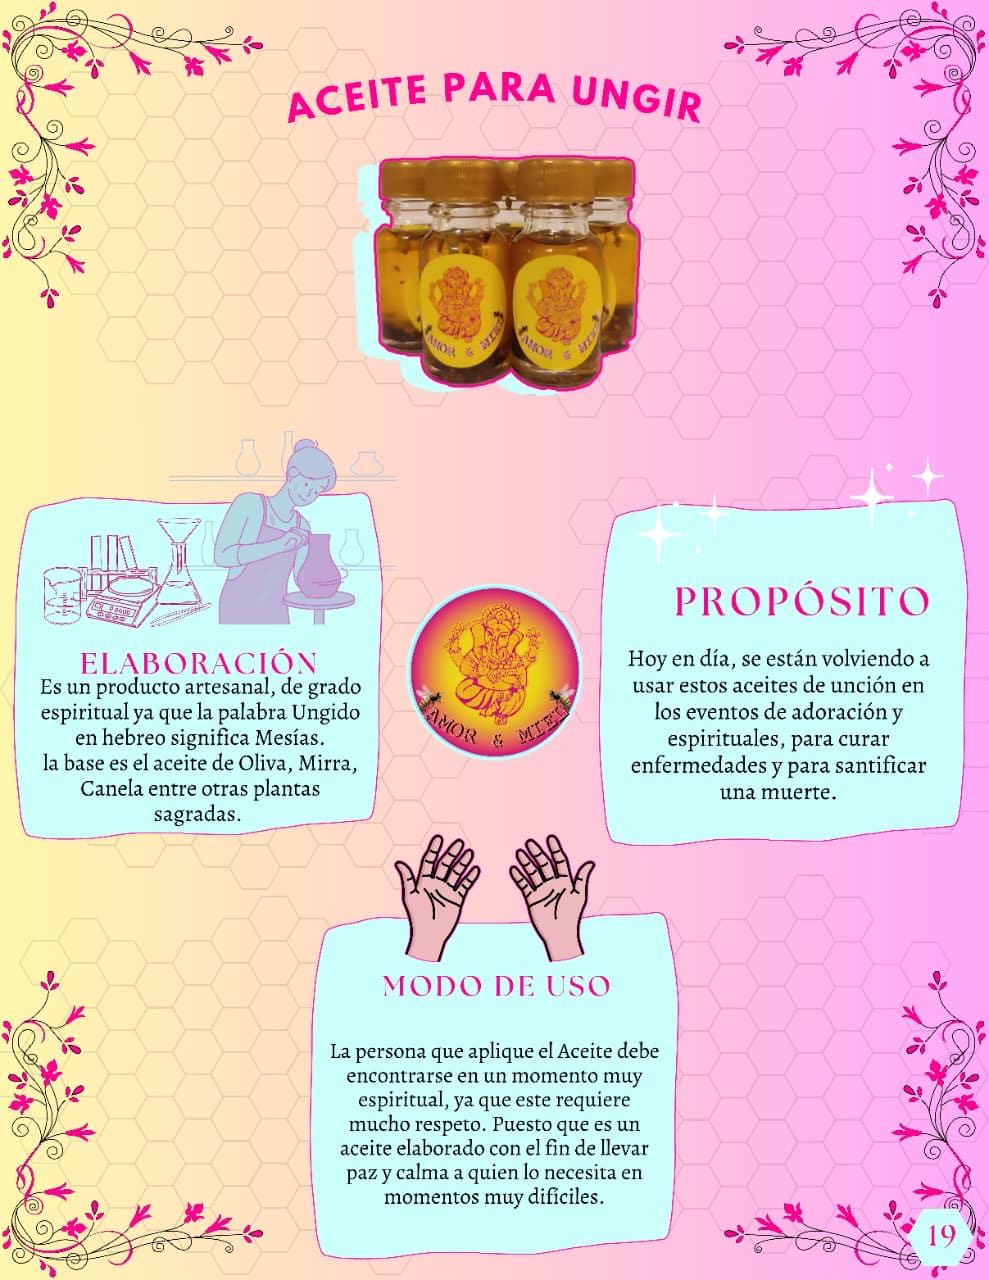 ACEITE PARA UNGIR
AMOR & MIEL
AMOR & MIEL
ELABORACIÓN
Es un producto artesanal, de grado
espiritual ya que la palabra Ungido
en hebreo significa Mesías.
la base es el aceite de Oliva, Mirra,
Canela entre otras plantas
sagradas.
PROPÓSITO
Hoy en día, se están volviendo a
usar estos aceites de unción en
los eventos de adoración y
espirituales, para curar
enfermedades y para santificar
una muerte.
AMOR & MIEL
MODO DE USO
La persona que aplique el Aceite debe
encontrarse en un momento muy
espiritual, ya que este requiere
mucho respeto. Puesto que es un
aceite elaborado con el fin de llevar
paz y calma a quien lo necesita en
momentos muy difíciles.
19